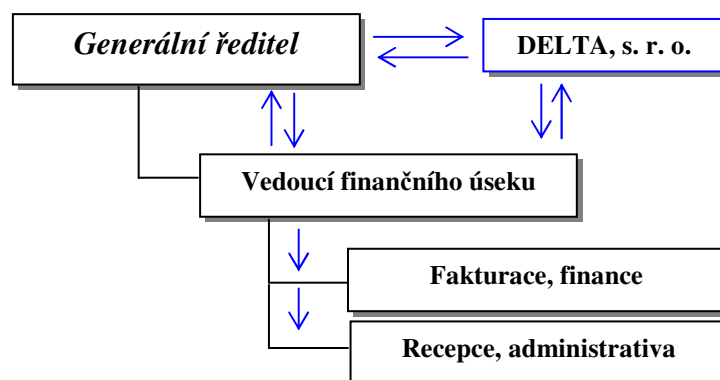 Generální ředitel
DELTA, s. r. o.
Vedoucí finančního úseku
Fakturace, finance
Recepce, administrativa